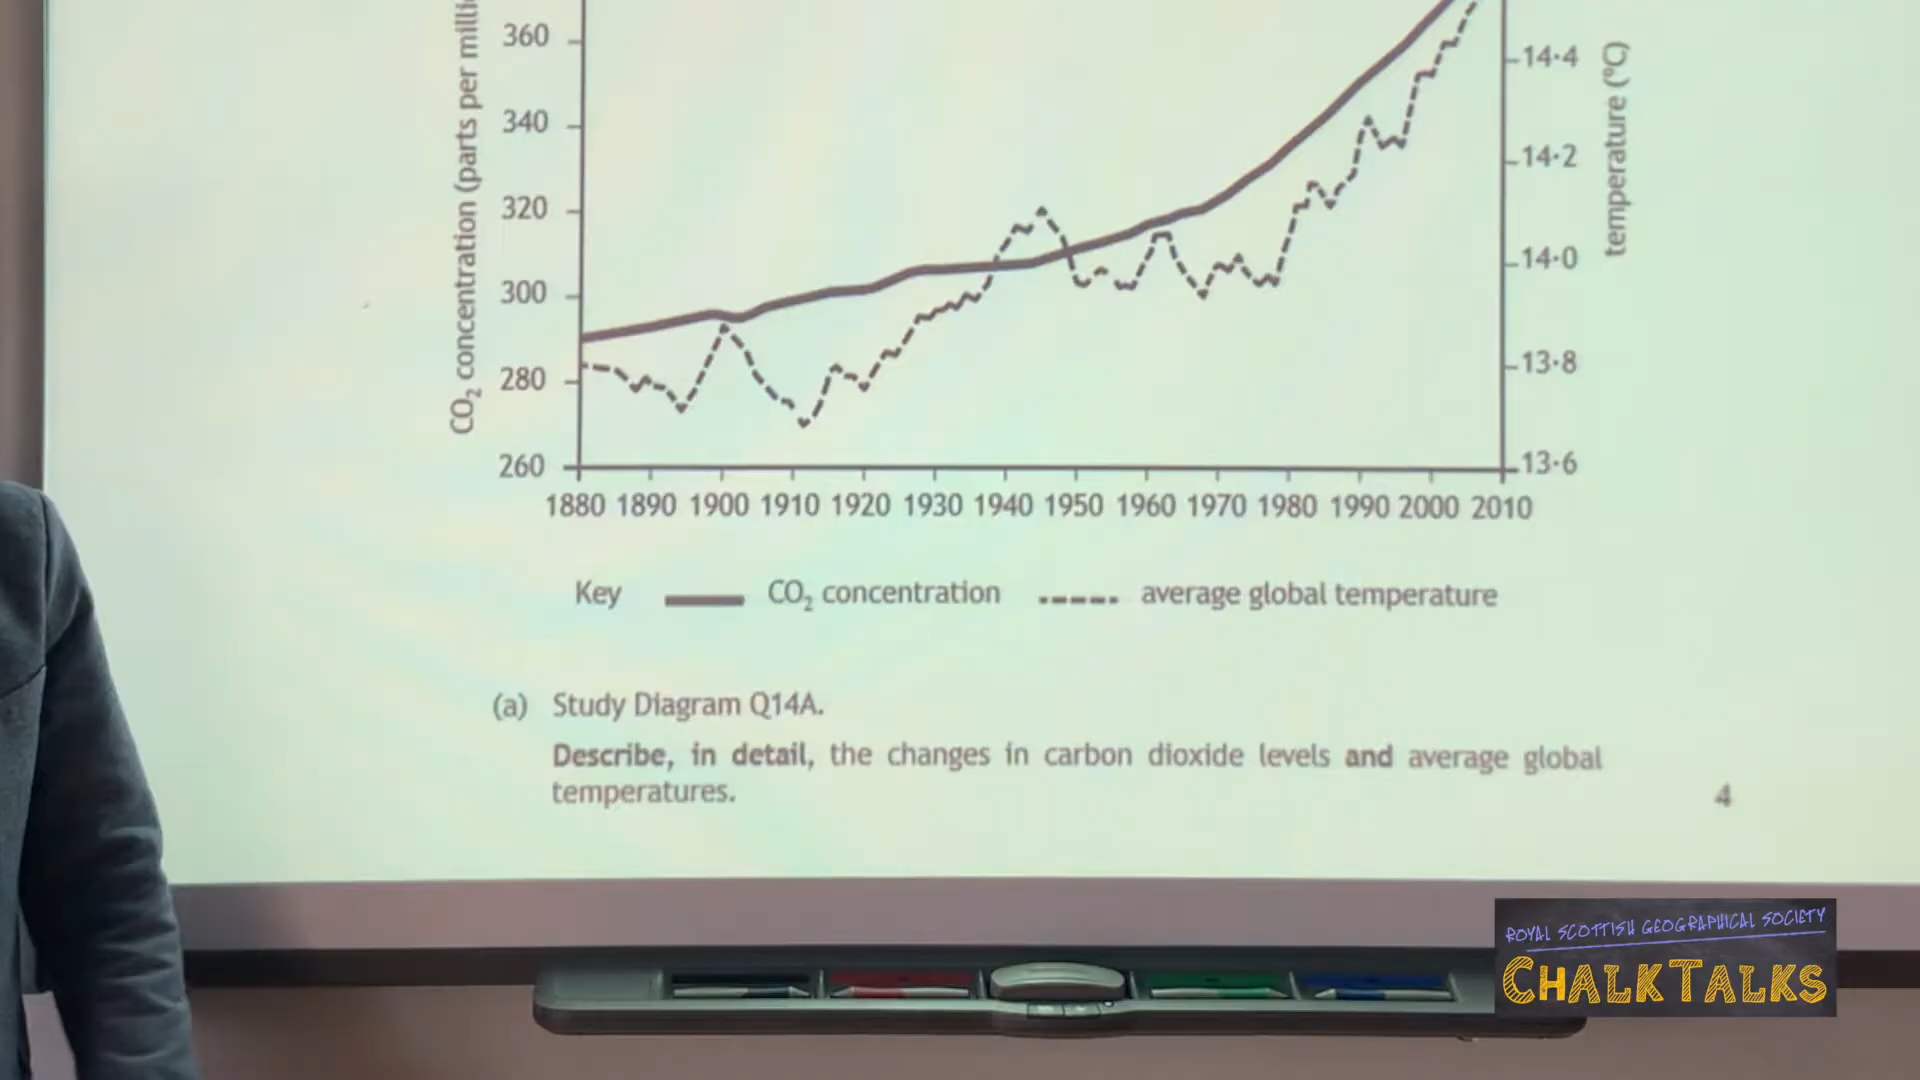 CO₂ concentration (parts per
360
340
320
300
280
260
14·4
14·2
14·0
13·8
13·6
temperature (°C)
1880 1890 1900 1910 1920 1930 1940 1950 1960 1970 1980 1990 2000 2010
Key CO₂ concentration average global temperature
(a) Study Diagram Q14A.
Describe, in detail, the changes in carbon dioxide levels and average global
temperatures.
4
ROYAL SCOTTISH GEOGRAPHICAL SOCIETY
CHALKTALKS